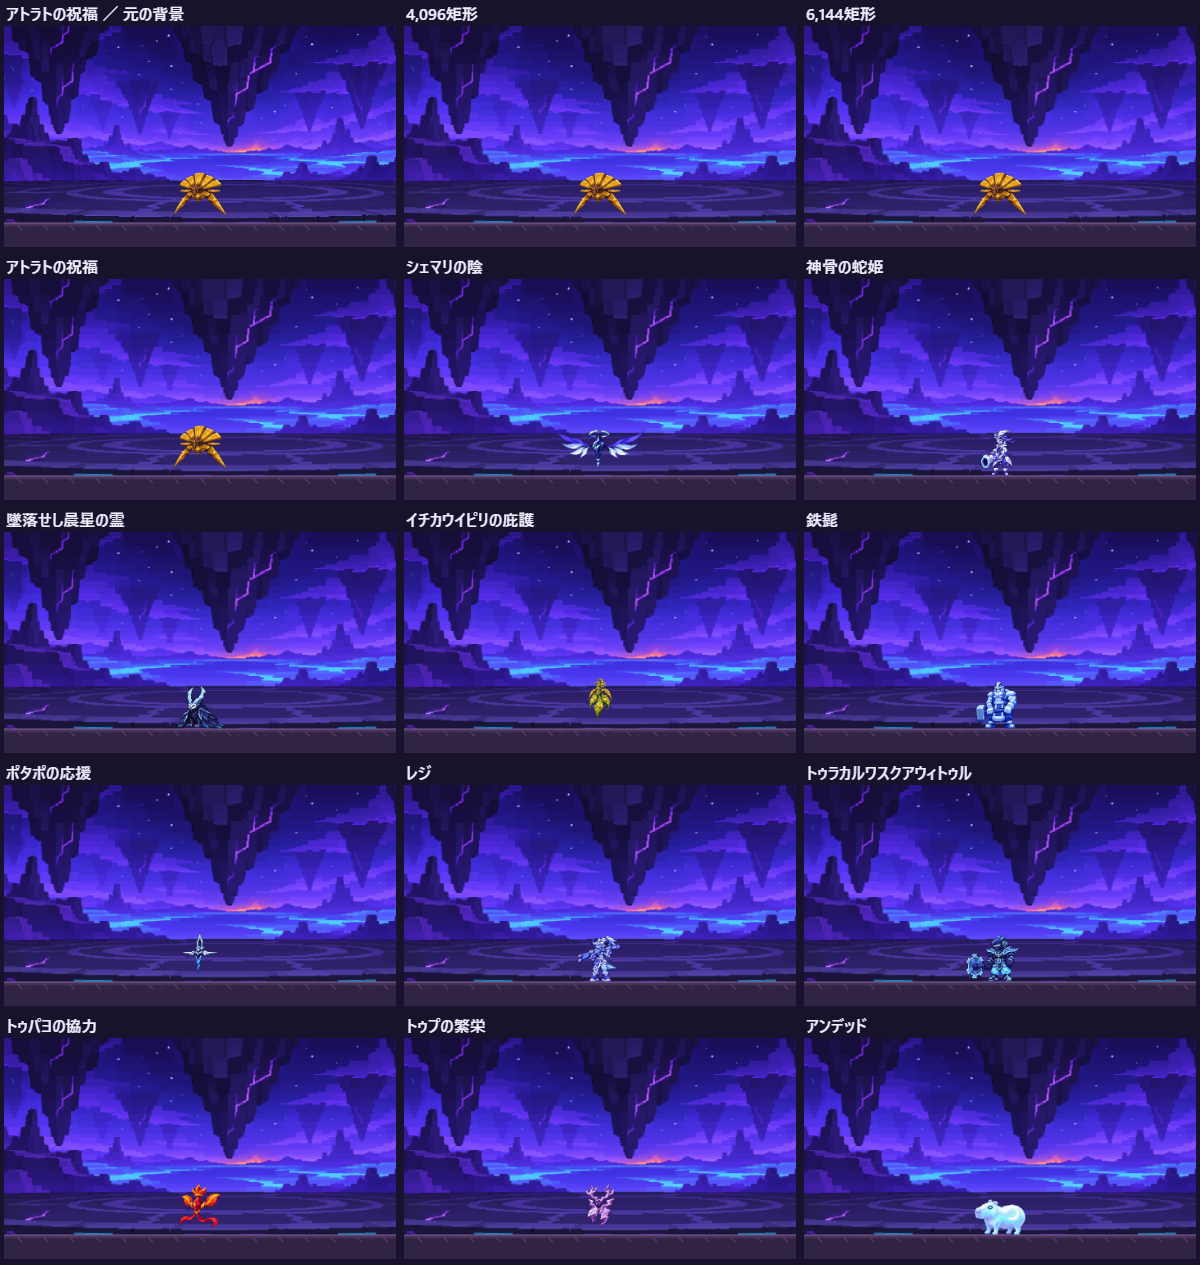 アトラトの祝福 ／ 元の背景
4,096矩形
6,144矩形
アトラトの祝福
シェマリの陰
神骨の蛇姫
墜落せし晨星の霊
イチカウイピリの庇護
鉄髭
ポタポの応援
レジ
トゥラカルワスクアウィトゥル
トゥパヨの協力
トゥプの繁栄
アンデッド